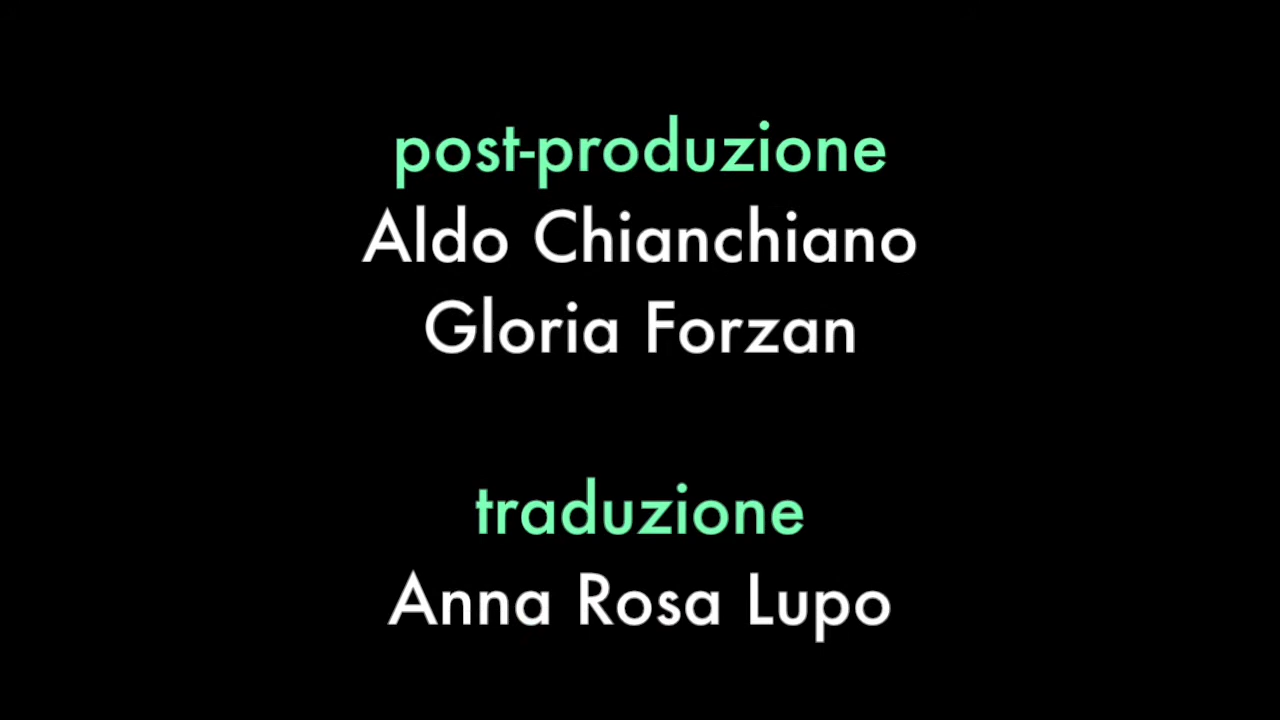 post-produzione
Aldo Chianchiano
Gloria Forzan
traduzione
Anna Rosa Lupo